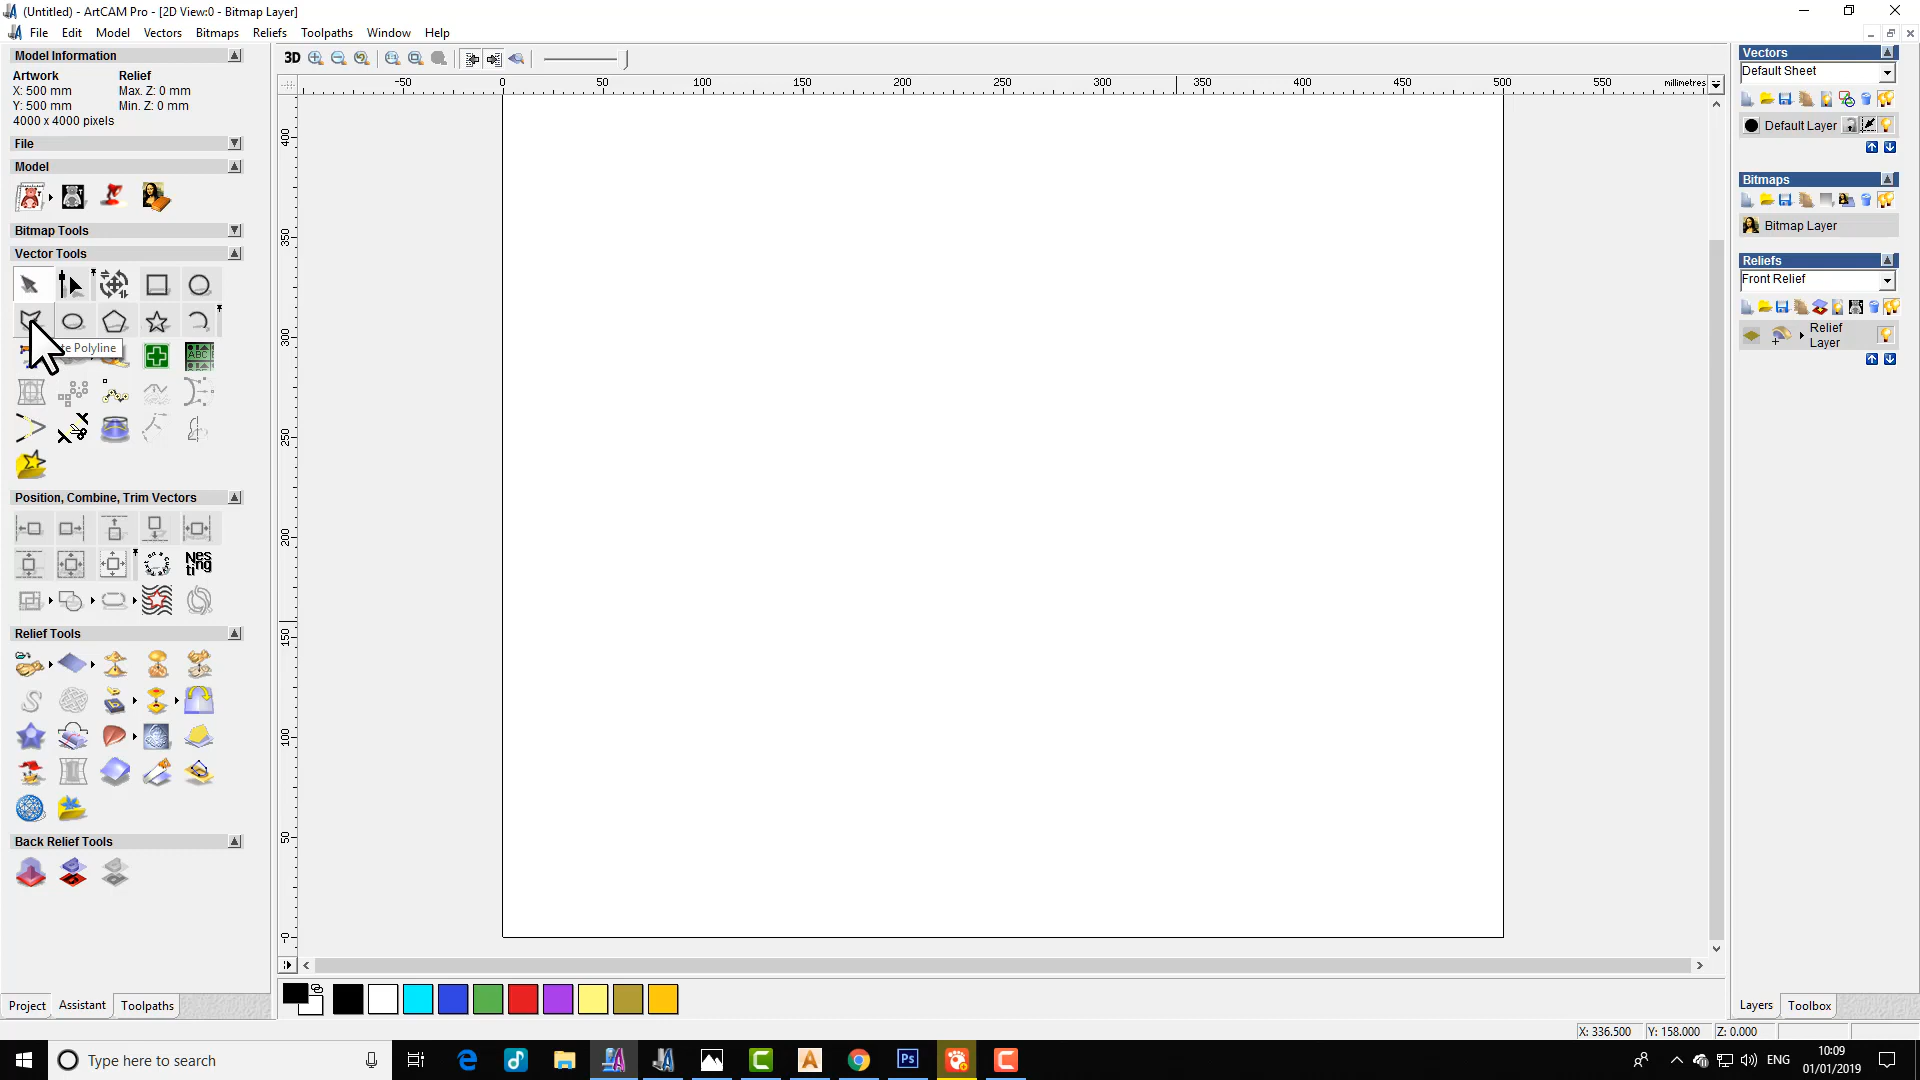 (Untitled) - ArtCAM Pro - [2D View:0 - Bitmap Layer]
File Edit Model Vectors Bitmaps Reliefs Toolpaths Window Help
Model Information
Artwork Relief
X: 500 mm Max. Z: 0 mm
Y: 500 mm Min. Z: 0 mm
4000 x 4000 pixels
File
Model
Bitmap Tools
Vector Tools
Polyline
ABC
Position, Combine, Trim Vectors
Nes
ti
ng
Relief Tools
Back Relief Tools
Project Assistant Toolpaths
3D
-50 0 50 100 150 200 250 300 350 400 450 500 550 millimetres
400
350
300
250
200
150
100
50
-0
Vectors
Default Sheet
Default Layer
Bitmaps
Bitmap Layer
Reliefs
Front Relief
Relief
Layer
Layers Toolbox
X: 336.500 Y: 158.000 Z: 0.000
Type here to search
Ps
ENG
10:09
01/01/2019